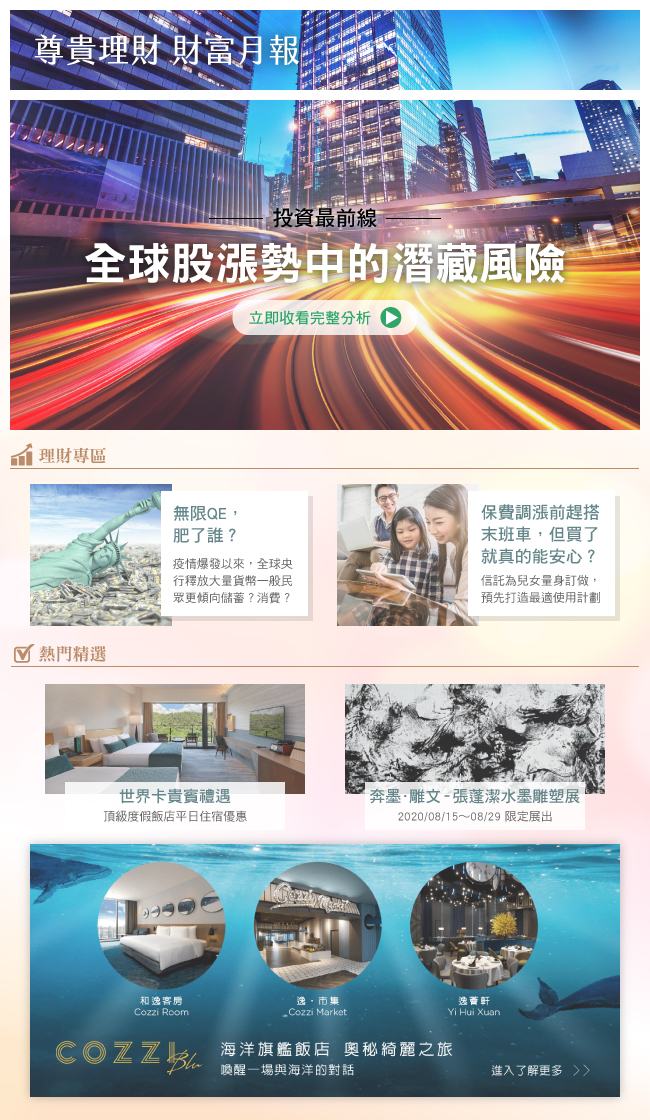 尊貴理財 財富月報
投資最前線
全球股漲勢中的潛藏風險
立即收看完整分析
理財專區
無限QE，
肥了誰？
疫情爆發以來，全球央
行釋放大量貨幣一般民
眾更傾向儲蓄？消費？
保費調漲前趕搭
末班車，但買了
就真的能安心？
信託為兒女量身訂做，
預先打造最適使用計劃
熱門精選
世界卡貴賓禮遇
頂級度假飯店平日住宿優惠
奔墨·雕文-張蓬潔水墨雕塑展
2020/08/15～08/29 限定展出
Cozzi Market
和逸客房
Cozzi Room
逸·市集
_Cozzi Market
逸薈軒
Yi Hui Xuan
COZZI Blu
海洋旗艦飯店 奧秘綺麗之旅
喚醒一場與海洋的對話
進入了解更多 >>